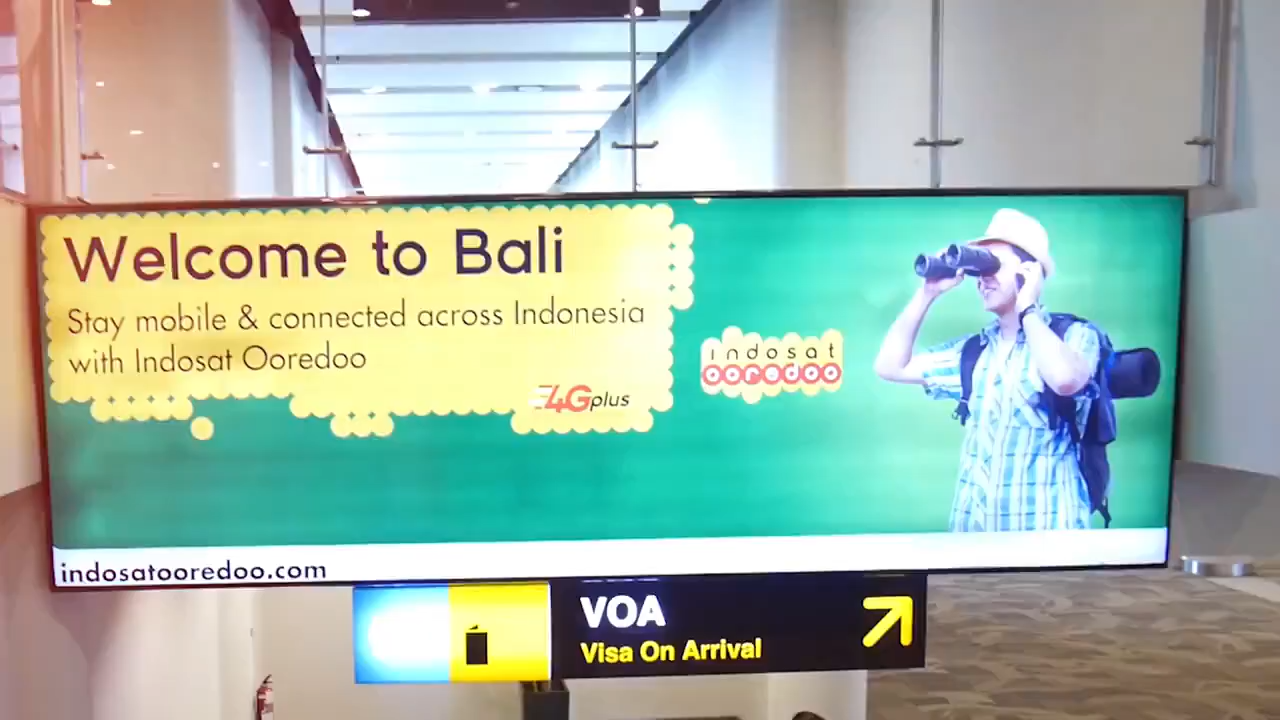 Welcome to Bali
Stay mobile & connected across Indonesia
with Indosat Ooredoo
4Gplus
indosat
ooredoo
indosatooredoo.com
VOA
Visa On Arrival